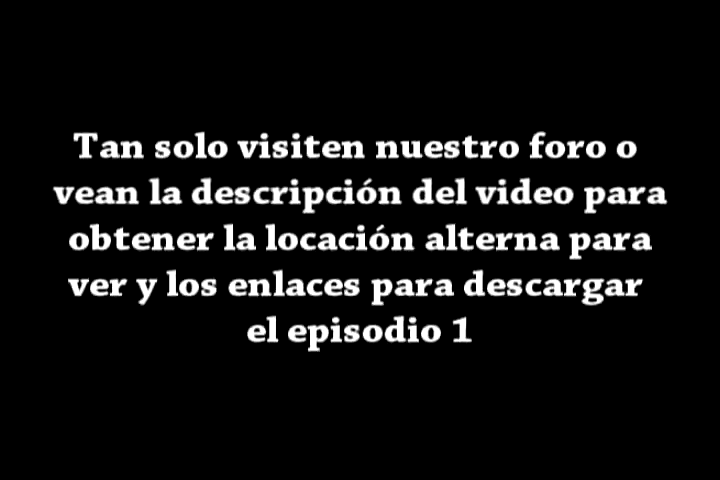 Tan solo visiten nuestro foro o
vean la descripción del video para
obtener la locación alterna para
ver y los enlaces para descargar
el episodio 1